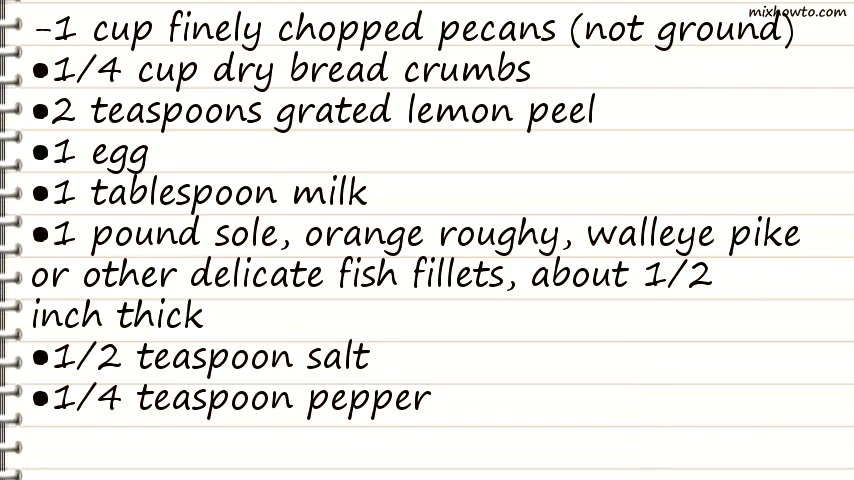 mixhowto.com
-1 cup finely chopped pecans (not ground)
•1/4 cup dry bread crumbs
•2 teaspoons grated lemon peel
•1 egg
•1 tablespoon milk
•1 pound sole, orange roughy, walleye pike
or other delicate fish fillets, about 1/2
inch thick
•1/2 teaspoon salt
•1/4 teaspoon pepper